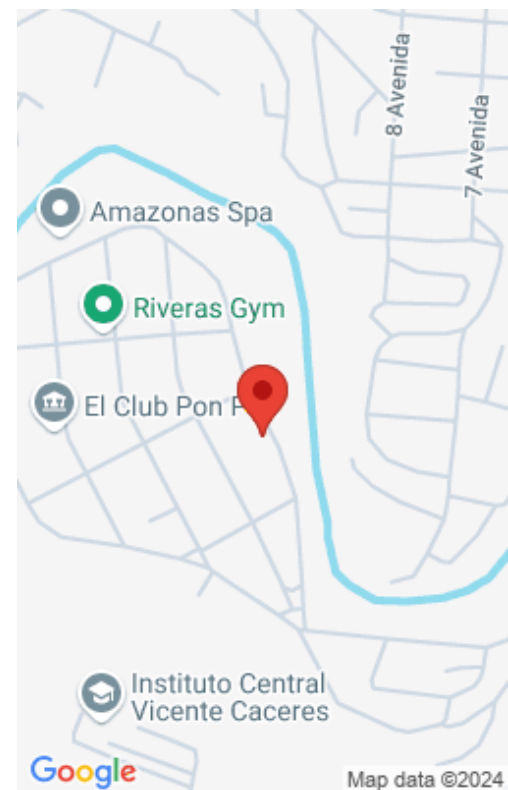 8 Avenida
7 Avenida
Amazonas Spa
Riveras Gym
El Club Pon P
Instituto Central
Vicente Caceres
Google
Map data ©2024